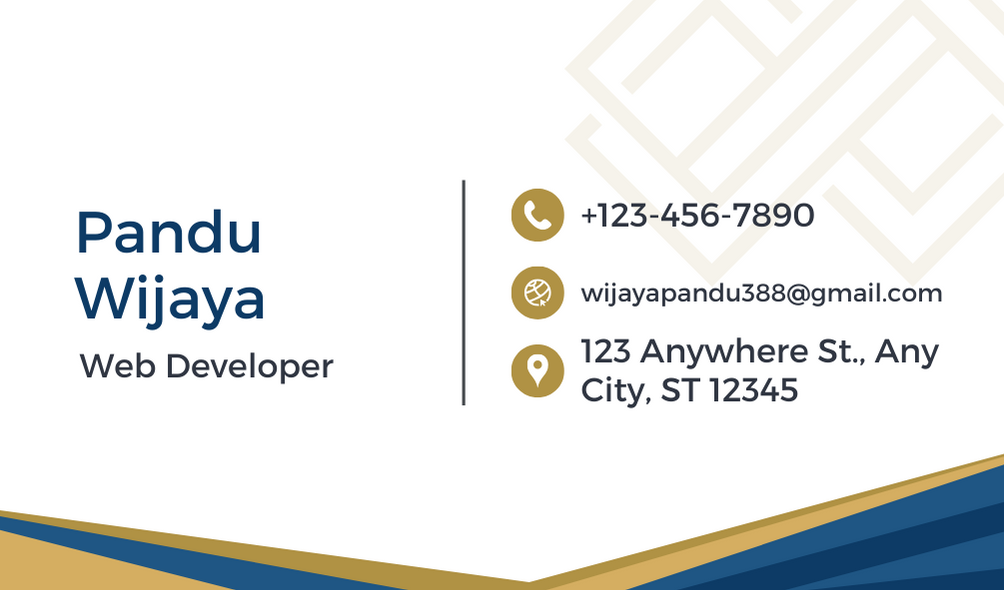 Pandu
Wijaya
Web Developer
+123-456-7890
wijayapandu388@gmail.com
123 Anywhere St., Any
City, ST 12345